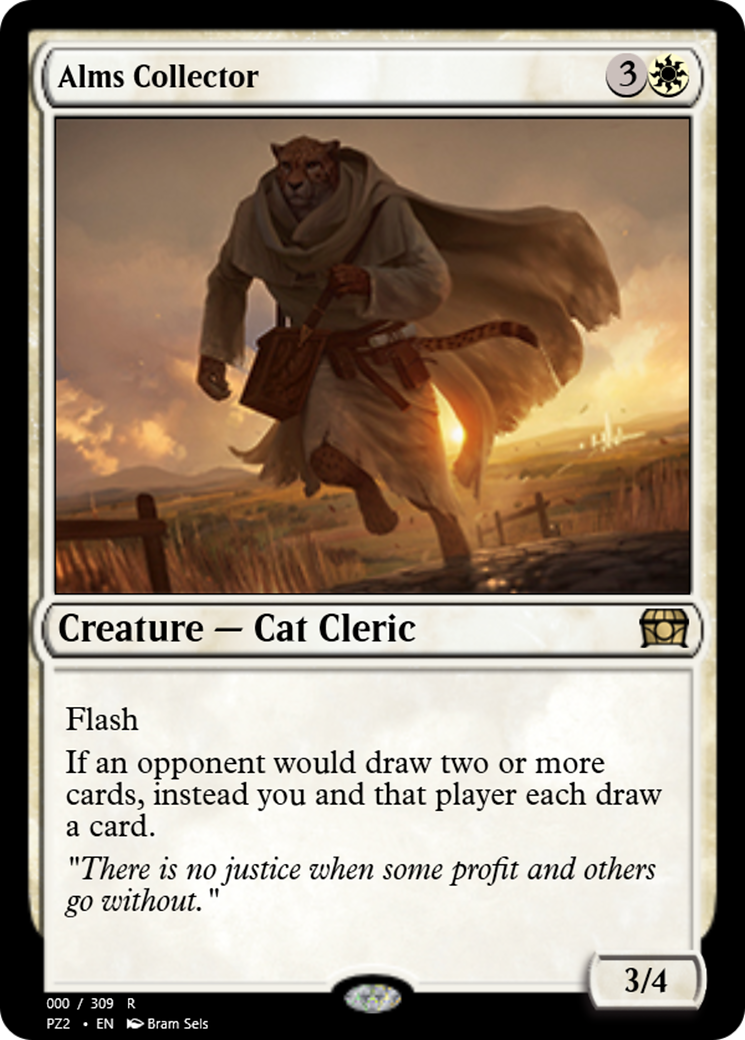 Alms Collector 3
Creature — Cat Cleric
Flash
If an opponent would draw two or more
cards, instead you and that player each draw
a card.
"There is no justice when some profit and others
go without."
3/4
000 / 309 R
PZ2 • EN Bram Sels